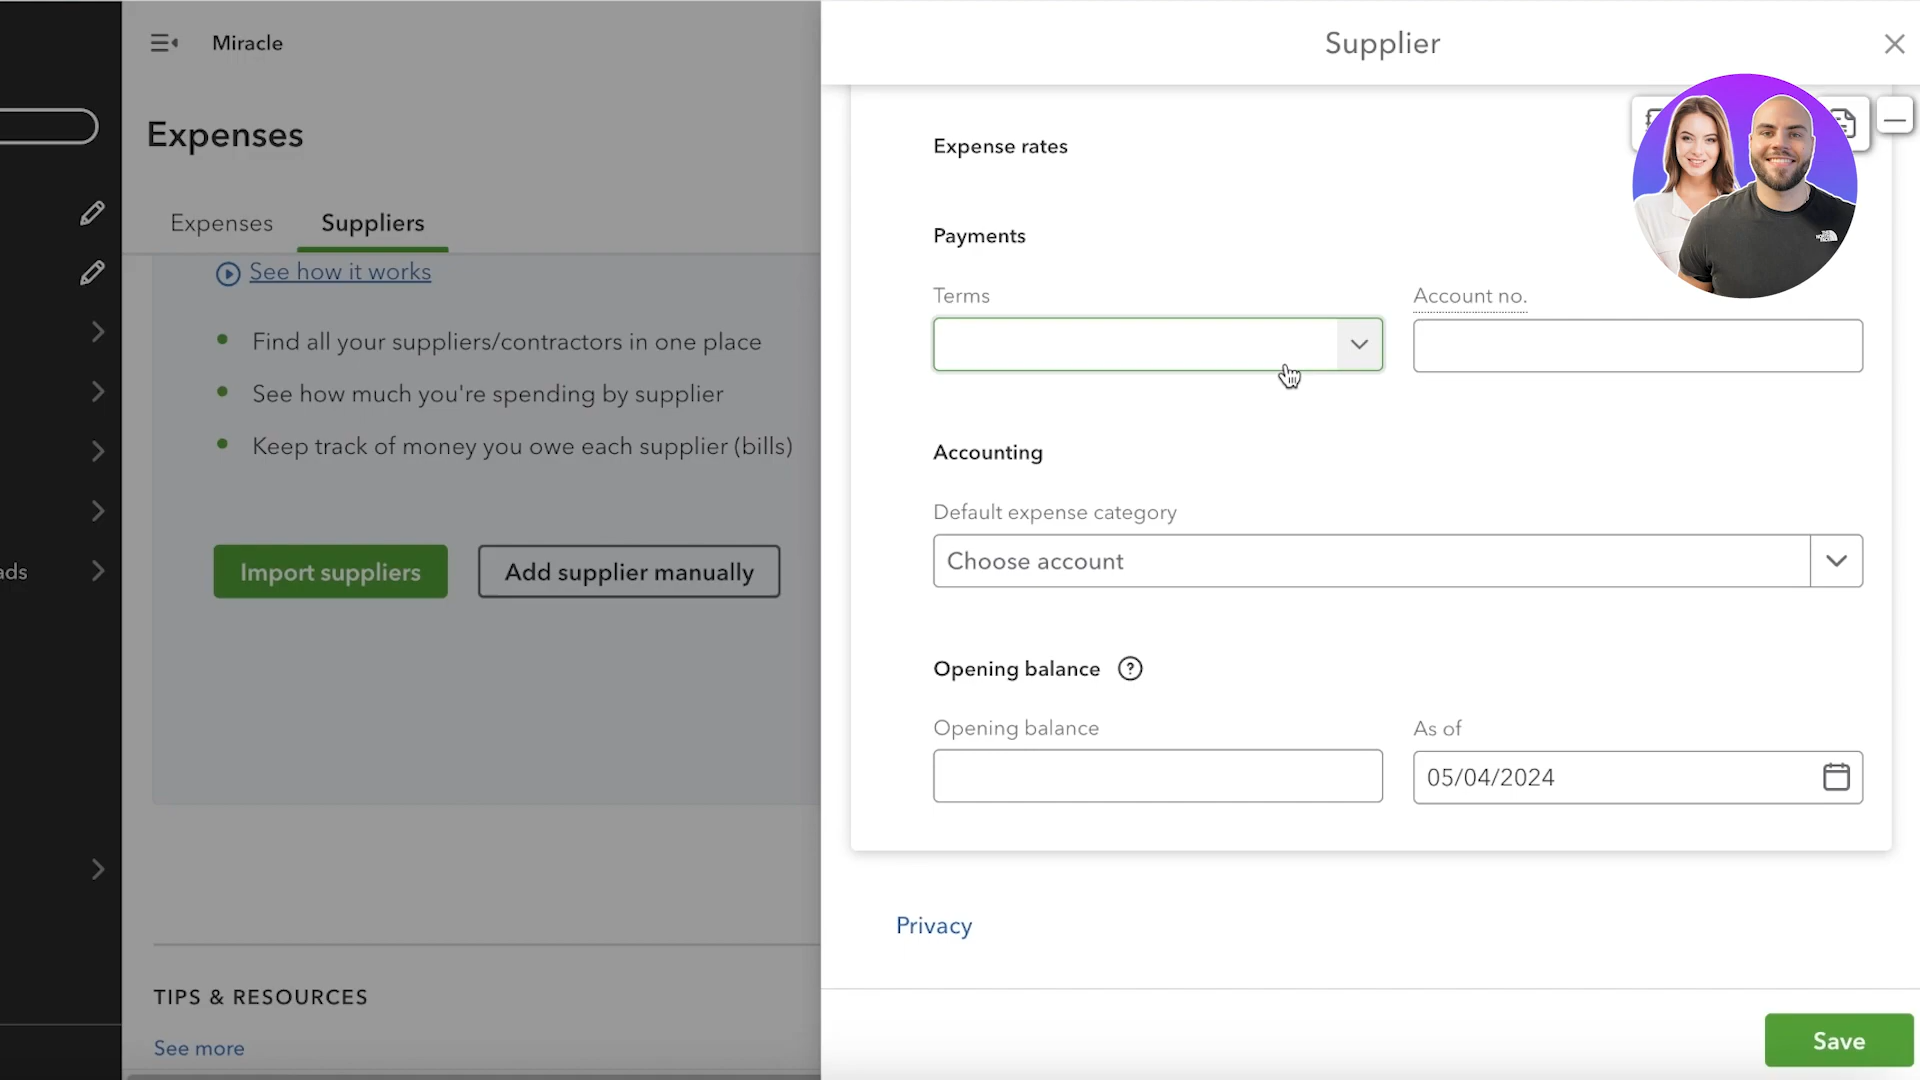 Miracle
Supplier
Expenses
Expenses Suppliers
See how it works
Find all your suppliers/contractors in one place
See how much you're spending by supplier
Keep track of money you owe each supplier (bills)
Import suppliers Add supplier manually
ads
TIPS & RESOURCES
See more
Expense rates
Payments
Terms Account no.
Accounting
Default expense category
Choose account
Opening balance ?
Opening balance As of
05/04/2024
Privacy
Save